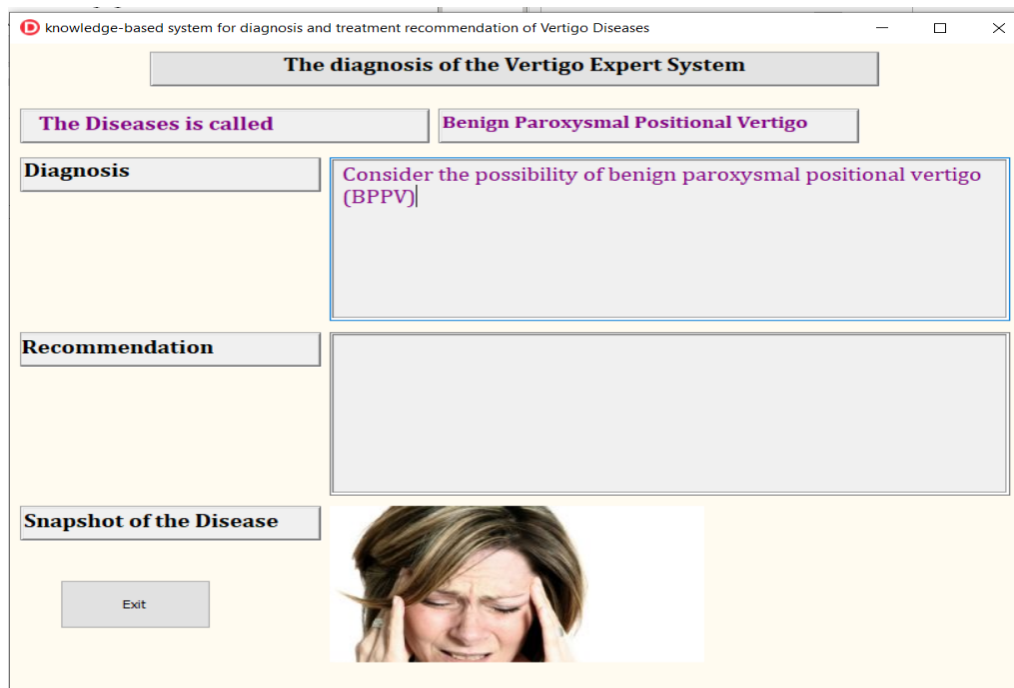 knowledge-based system for diagnosis and treatment recommendation of Vertigo Diseases
The diagnosis of the Vertigo Expert System
The Diseases is called
Benign Paroxysmal Positional Vertigo
Diagnosis
Consider the possibility of benign paroxysmal positional vertigo
(BPPV)
Recommendation
Snapshot of the Disease
Exit